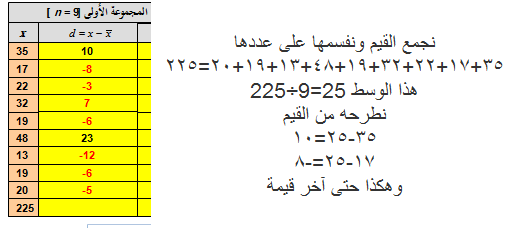 المجموعة الأولى [ n = 9 ]
x d = x – x̅
35 10
17 -8
22 -3
32 7
19 -6
48 23
13 -12
19 -6
20 -5
225
نجمع القيم ونفسمها على عددها
٣٥+١٧+٢٢+٣٢+١٩+٤٨+١٣+١٩+٢٠=٢٢٥
هذا الوسط 25=9÷225
نطرحه من القيم
٣٥-٢٥=١٠
١٧-٢٥=-٨
وهكذا حتى آخر قيمة